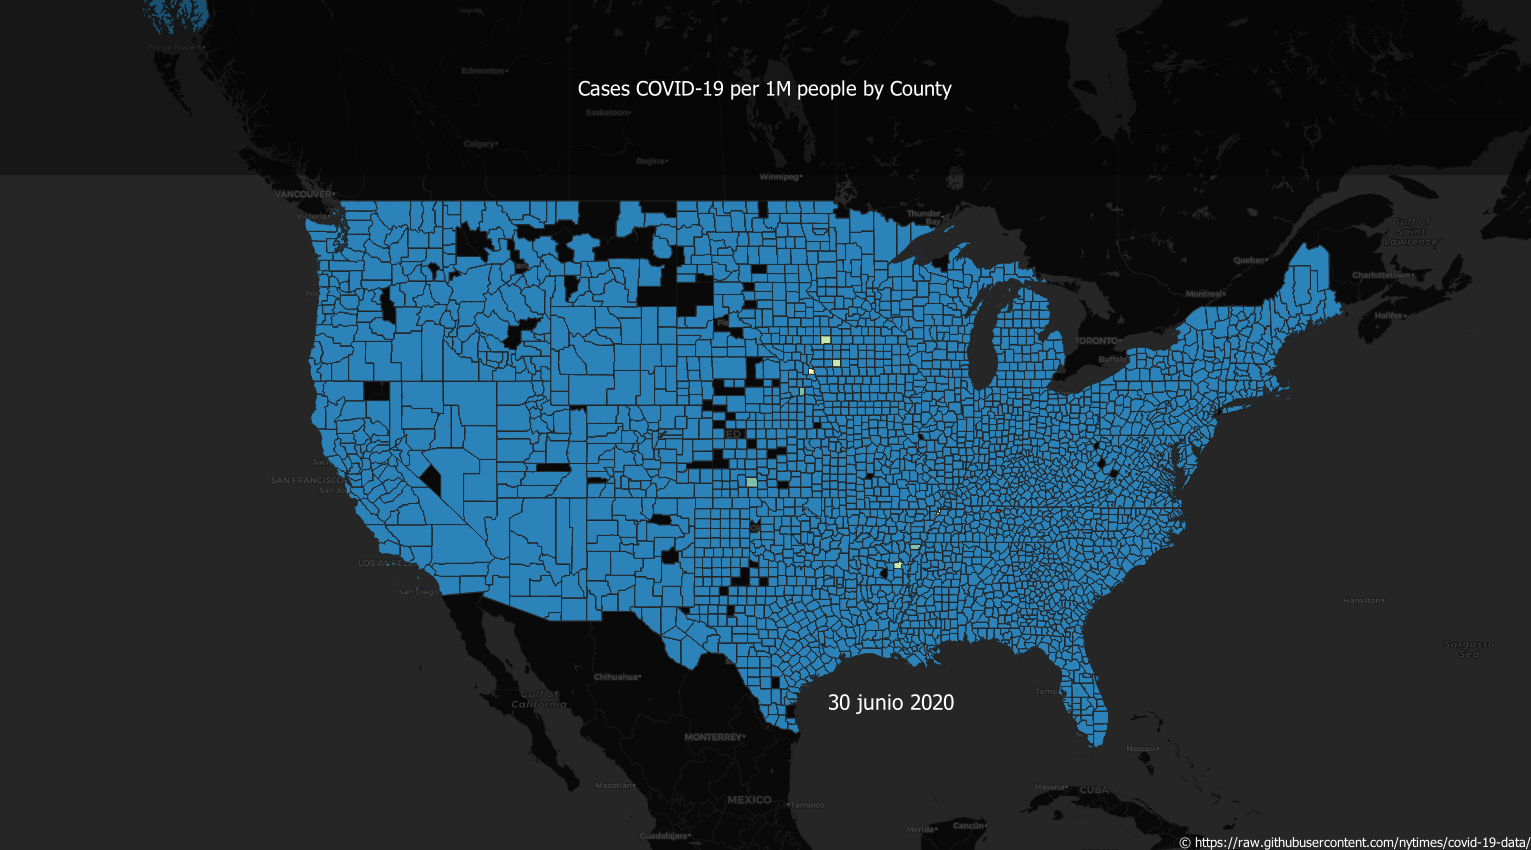 Prince Rupert
Edmonton
Cases COVID-19 per 1M people by County
Saskatoon
Calgary
Regina
Winnipeg
VANCOUVER
Victoria
Thunder
Bay
Gulf of
Saint
Lawrence
Quebec
Charlottetown
Montreal
Halifax
TORONTO
Buffalo
SAN FRANCISCO
San Jo
LOS ANGELES
San Diego
Hamilton
Sargasso
Sea
Chihuahua
Gulf of
California
Tamp
30 junio 2020
MONTERREY
Nassau
Mazatlán
Havana
CUBA
MEXICO
Tampico
Guadalajara
Mérida
Cancún
© https://raw.githubusercontent.com/nytimes/covid-19-data/